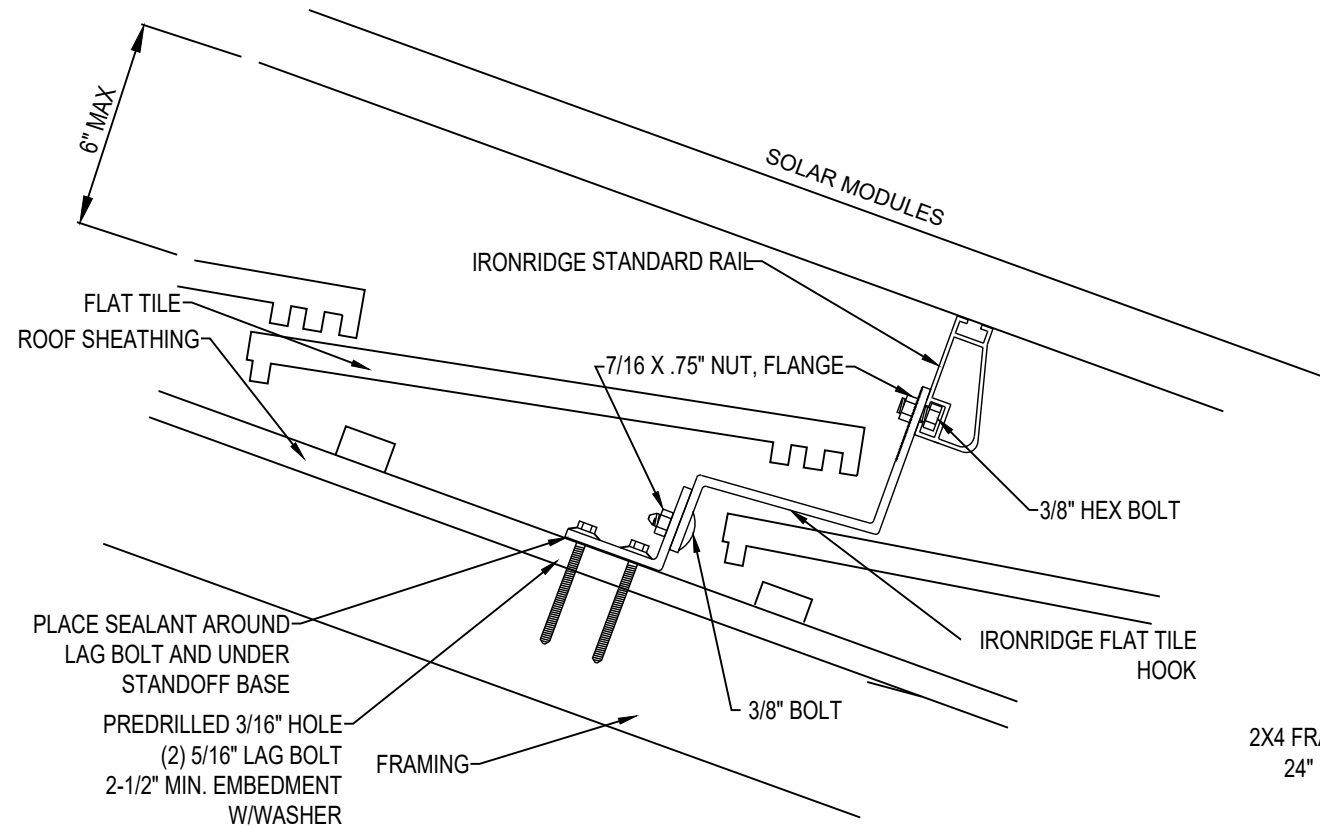 6" MAX
SOLAR MODULES
IRONRIDGE STANDARD RAIL
FLAT TILE
ROOF SHEATHING
7/16 X .75" NUT, FLANGE
3/8" HEX BOLT
PLACE SEALANT AROUND
LAG BOLT AND UNDER
STANDOFF BASE
IRONRIDGE FLAT TILE
HOOK
3/8" BOLT
PREDRILLED 3/16" HOLE
(2) 5/16" LAG BOLT
2-1/2" MIN. EMBEDMENT
W/WASHER
FRAMING
2X4 FRA
24"